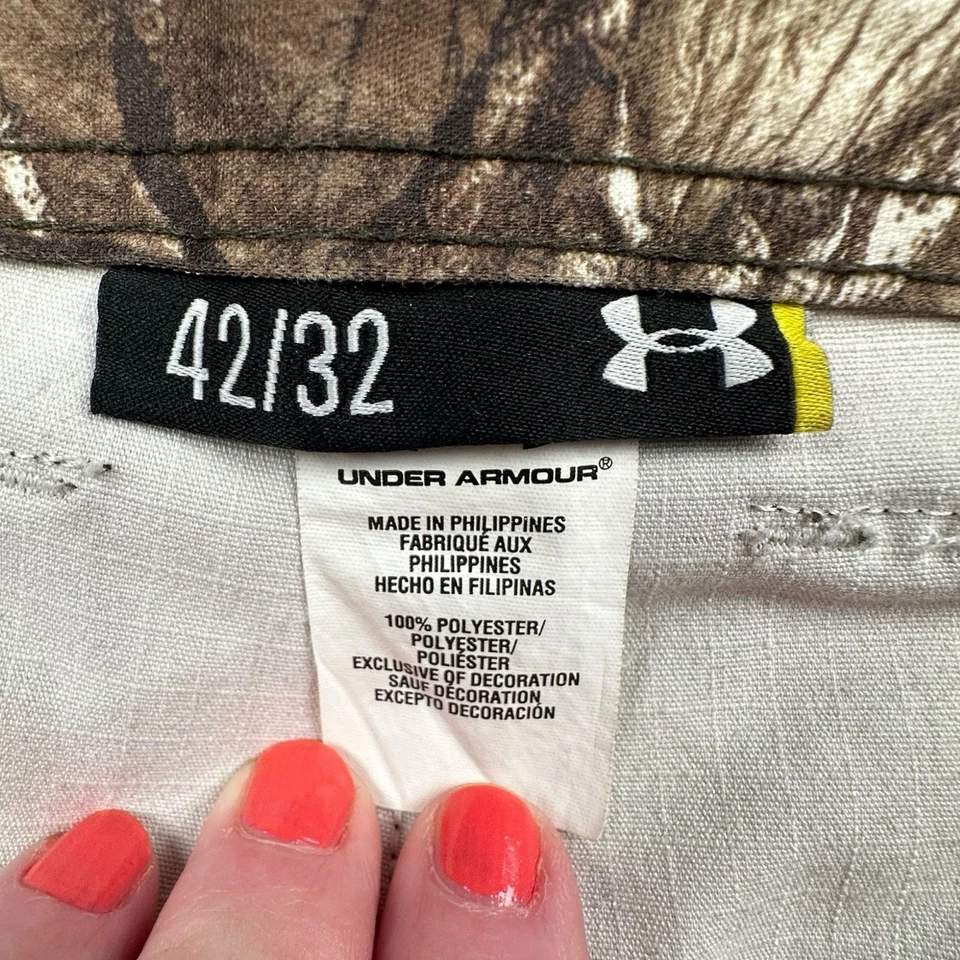 42/32
UNDER ARMOUR®
MADE IN PHILIPPINES
FABRIQUÉ AUX
PHILIPPINES
HECHO EN FILIPINAS
100% POLYESTER/
POLYESTER/
POLIÉSTER
EXCLUSIVE OF DECORATION
SAUF DÉCORATION
EXCEPTO DECORACIÓN